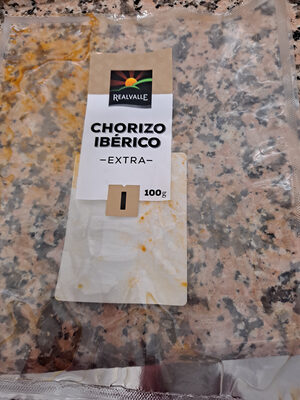 REALVALLE
CHORIZO
IBÉRICO
–EXTRA–
I
100g